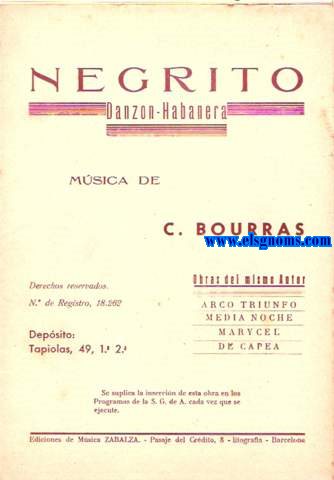 NEGRITO
Danzon-Habanera
MÚSICA DE
C. BOURRAS
www.elsgnoms.com
Derechos reservados.
N.º de Registro, 18.262
Depósito:
Tapiolas, 49, 1.ª 2.ª
Obras del mismo Autor
ARCO TRIUNFO
MEDIA NOCHE
MARYCEL
DE CAPEA
Se suplica la inserción de esta obra en los
Programas de la S. G. de A. cada vez que se
ejecute.
Ediciones de Música ZABALZA. - Pasaje del Crédito, 8 - litografía - Barcelona